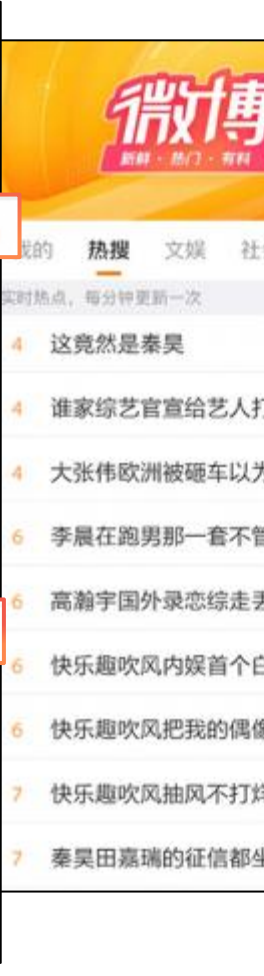 微博
新鲜·热门·有料
我的 热搜 文娱 社
实时热点，每分钟更新一次
4 这竟然是秦昊
4 谁家综艺官宣给艺人打
4 大张伟欧洲被砸车以为
6 李晨在跑男那一套不管
6 高瀚宇国外录恋综走丢
6 快乐趣吹风内娱首个白
6 快乐趣吹风把我的偶像
7 快乐趣吹风抽风不打烊
7 秦昊田嘉瑞的征信都